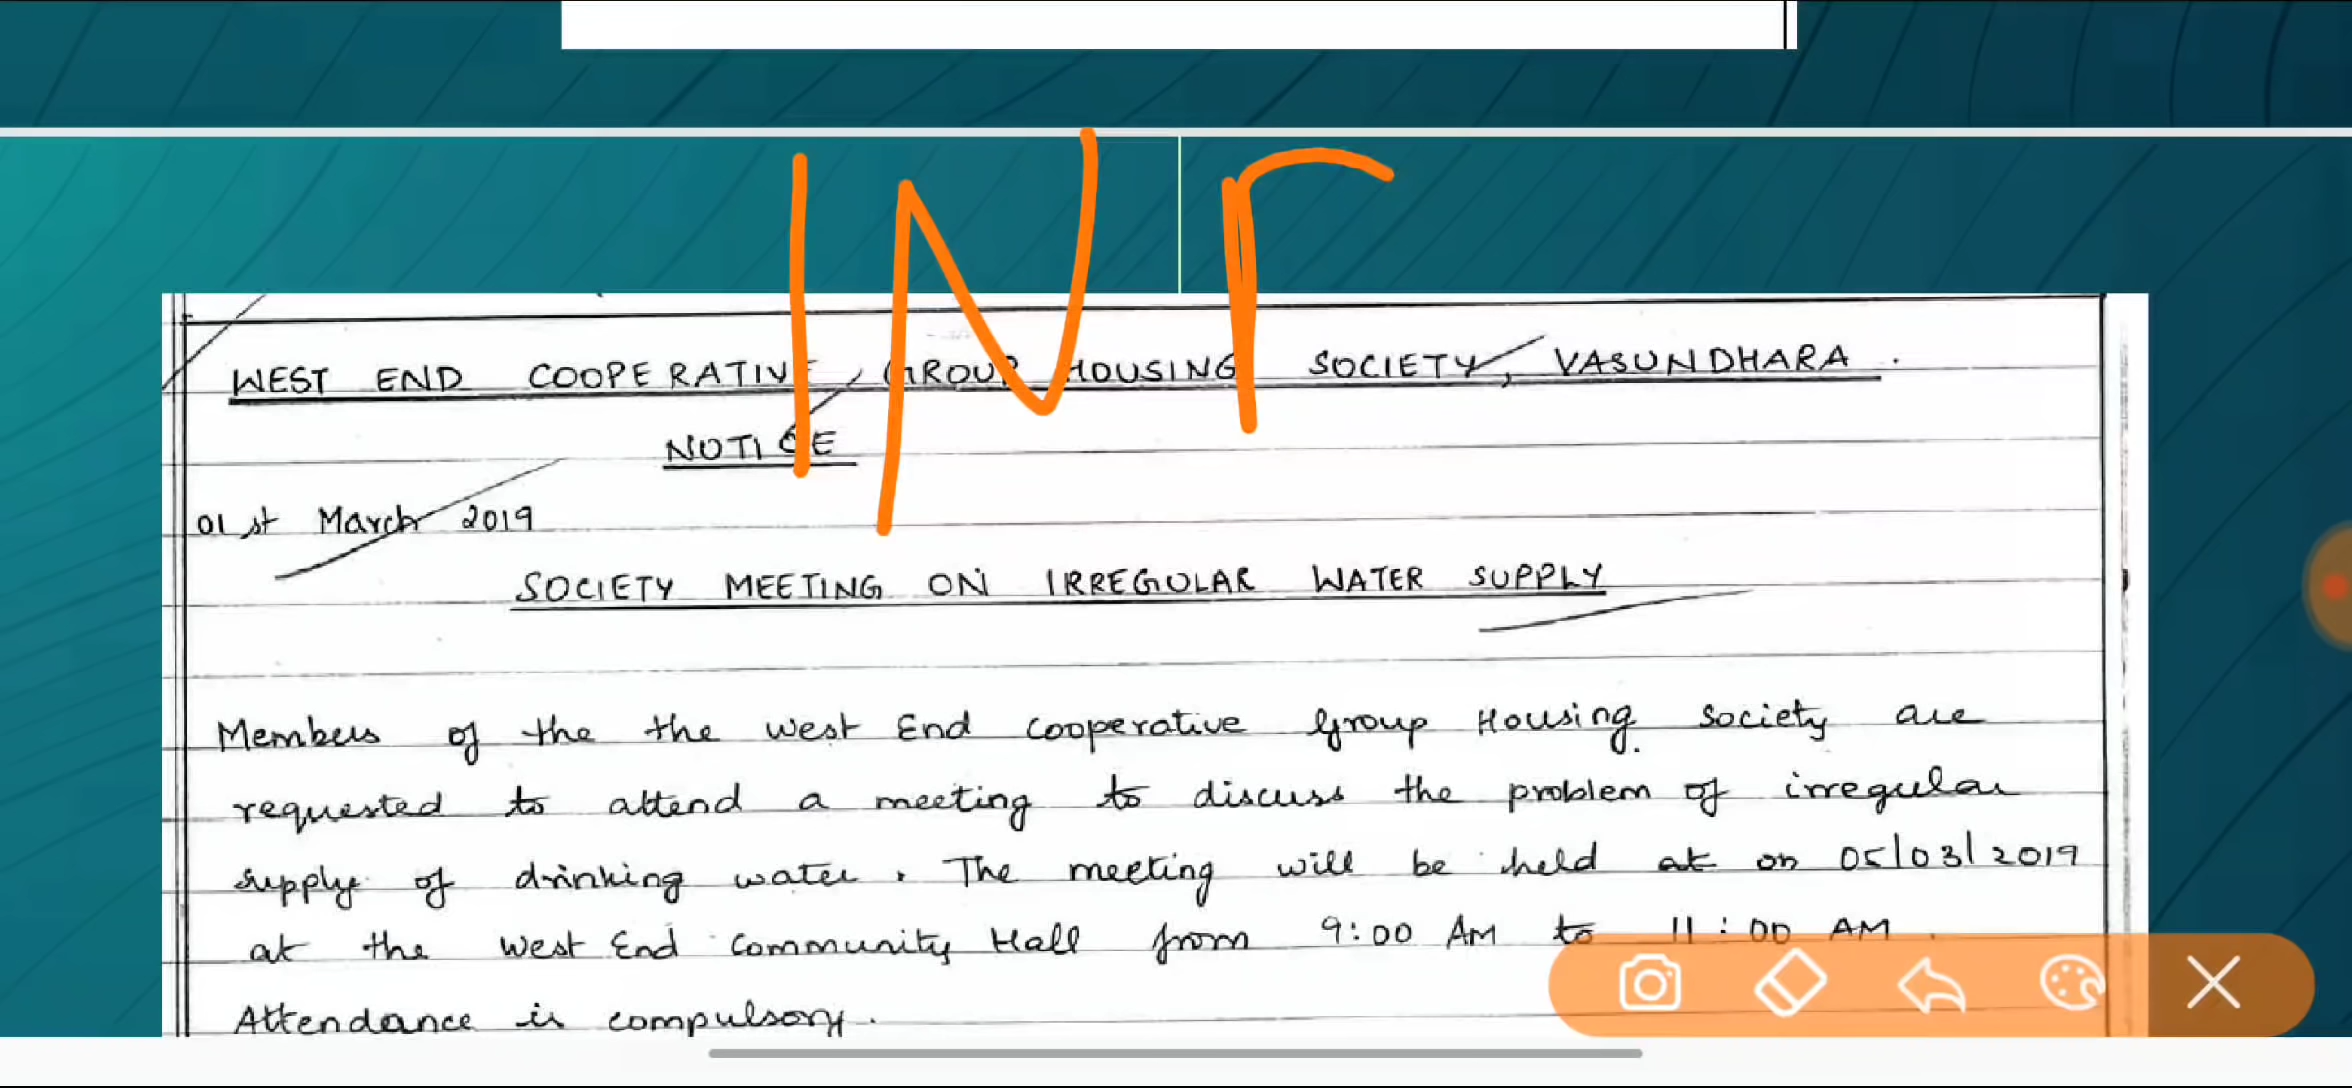 INr
WEST END COOPERATIVE GROUP HOUSING SOCIETY, VASUNDHARA.
NOTICE
01st March 2019
SOCIETY MEETING ON IRREGULAR WATER SUPPLY
Members of the the west End cooperative Group Housing society are
requested to attend a meeting to discuss the problem of irregular
supply of drinking water. The meeting will be held at on 05/03/2019
at the West End Community Hall from 9:00 AM to 11:00 AM.
Attendance is compulsory.